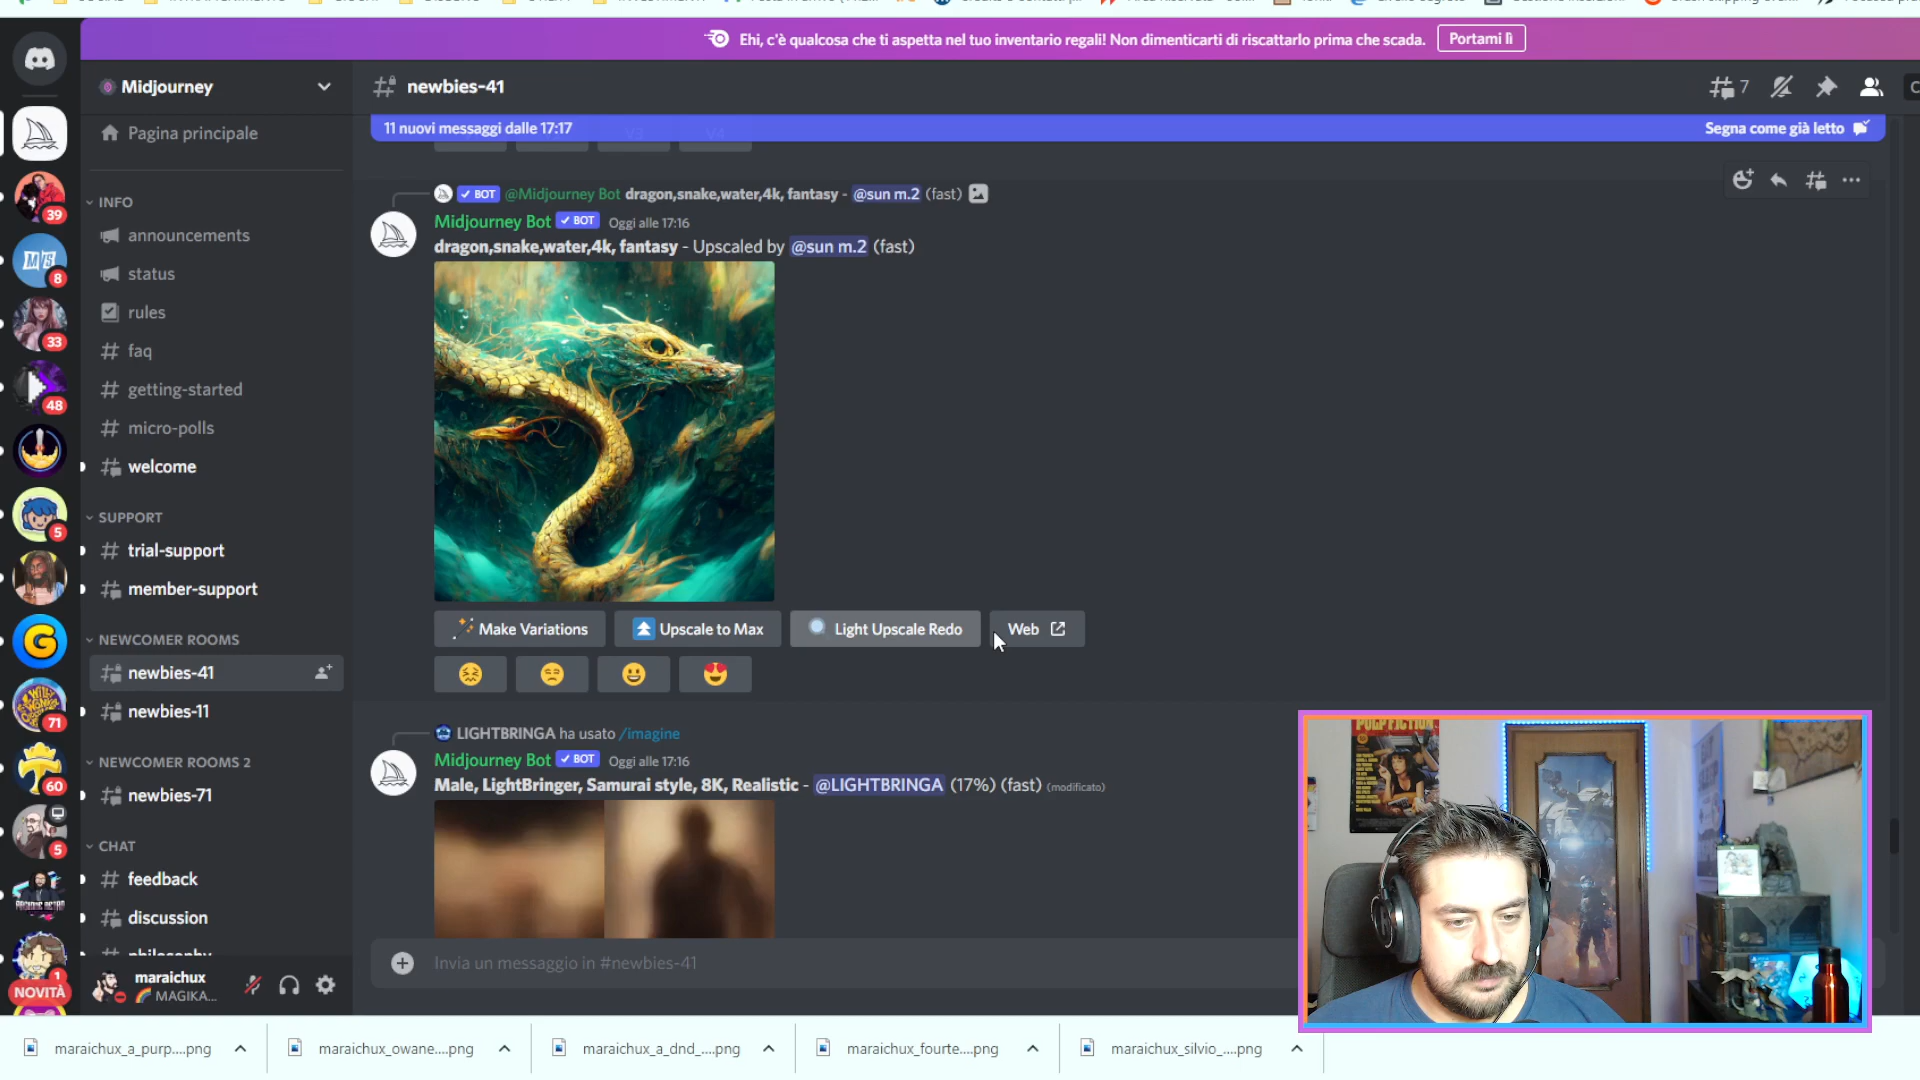 Ehi, c'è qualcosa che ti aspetta nel tuo inventario regali! Non dimenticarti di riscattarlo prima che scada.
Portami lì
Midjourney
newbies-41
7
11 nuovi messaggi dalle 17:17
Segna come già letto
Pagina principale
INFO
announcements
status
rules
faq
getting-started
micro-polls
welcome
SUPPORT
trial-support
member-support
NEWCOMER ROOMS
newbies-41
newbies-11
NEWCOMER ROOMS 2
newbies-71
CHAT
feedback
discussion
philosophy
39
8
33
48
5
G
71
60
5
1
NOVITÀ
maraichux
MAGIKA...
BOT @Midjourney Bot dragon,snake,water,4k, fantasy - @sun m.2 (fast)
Midjourney Bot BOT Oggi alle 17:16
dragon,snake,water,4k, fantasy - Upscaled by @sun m.2 (fast)
Make Variations
Upscale to Max
Light Upscale Redo
Web
LIGHTBRINGA ha usato /imagine
Midjourney Bot BOT Oggi alle 17:16
Male, LightBringer, Samurai style, 8K, Realistic - @LIGHTBRINGA (17%) (fast) (modificato)
Invia un messaggio in #newbies-41
PULP FICTION
maraichux_a_purp....png
maraichux_owane....png
maraichux_a_dnd_....png
maraichux_fourte....png
maraichux_silvio_....png